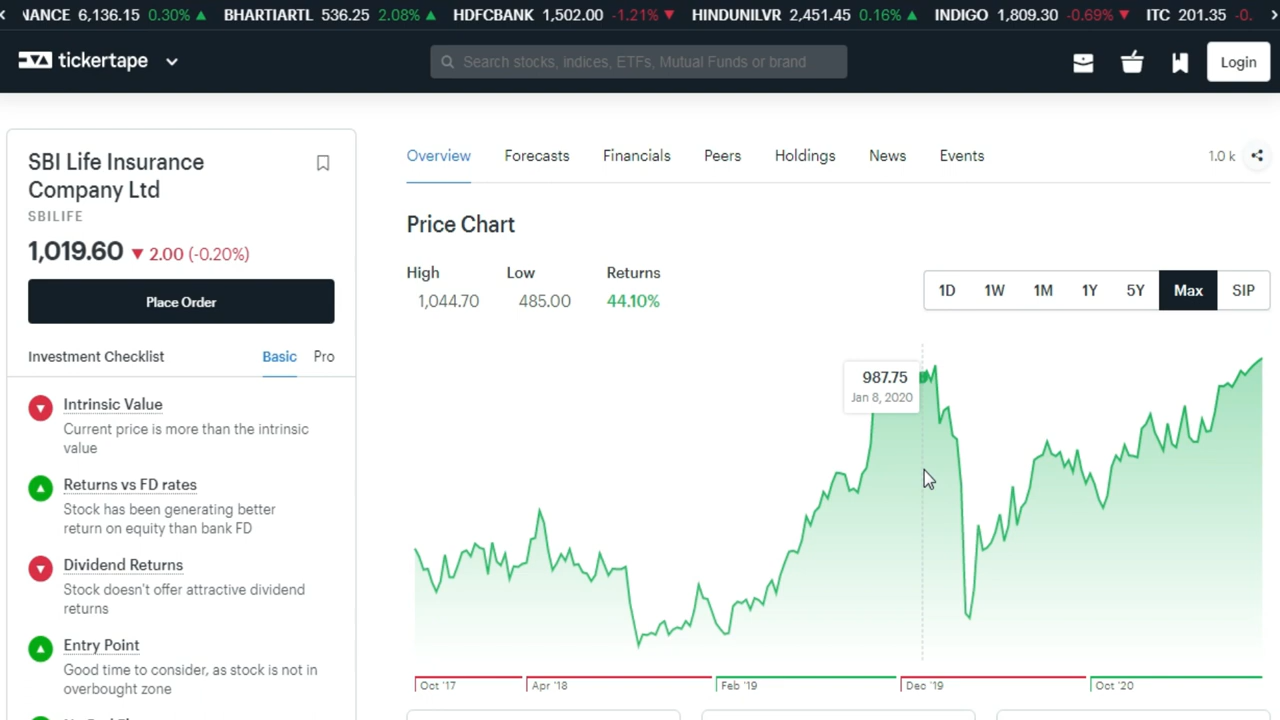 NANCE 6,136.15 0.30% ▲ BHARTIARTL 536.25 2.08% ▲ HDFCBANK 1,502.00 -1.21% ▼ HINDUNILVR 2,451.45 0.16% ▲ INDIGO 1,809.30 -0.69% ▼ ITC 201.35 -0.
tickertape
Search stocks, indices, ETFs, Mutual Funds or brand
Login
SBI Life Insurance
Company Ltd
SBILIFE
1,019.60 ▼ 2.00 (-0.20%)
Place Order
Investment Checklist Basic Pro
Intrinsic Value
Current price is more than the intrinsic
value
Returns vs FD rates
Stock has been generating better
return on equity than bank FD
Dividend Returns
Stock doesn't offer attractive dividend
returns
Entry Point
Good time to consider, as stock is not in
overbought zone
Overview Forecasts Financials Peers Holdings News Events 1.0 k
Price Chart
High Low Returns
1,044.70 485.00 44.10%
1D 1W 1M 1Y 5Y Max SIP
987.75
Jan 8, 2020
Oct '17 Apr '18 Feb '19 Dec '19 Oct '20